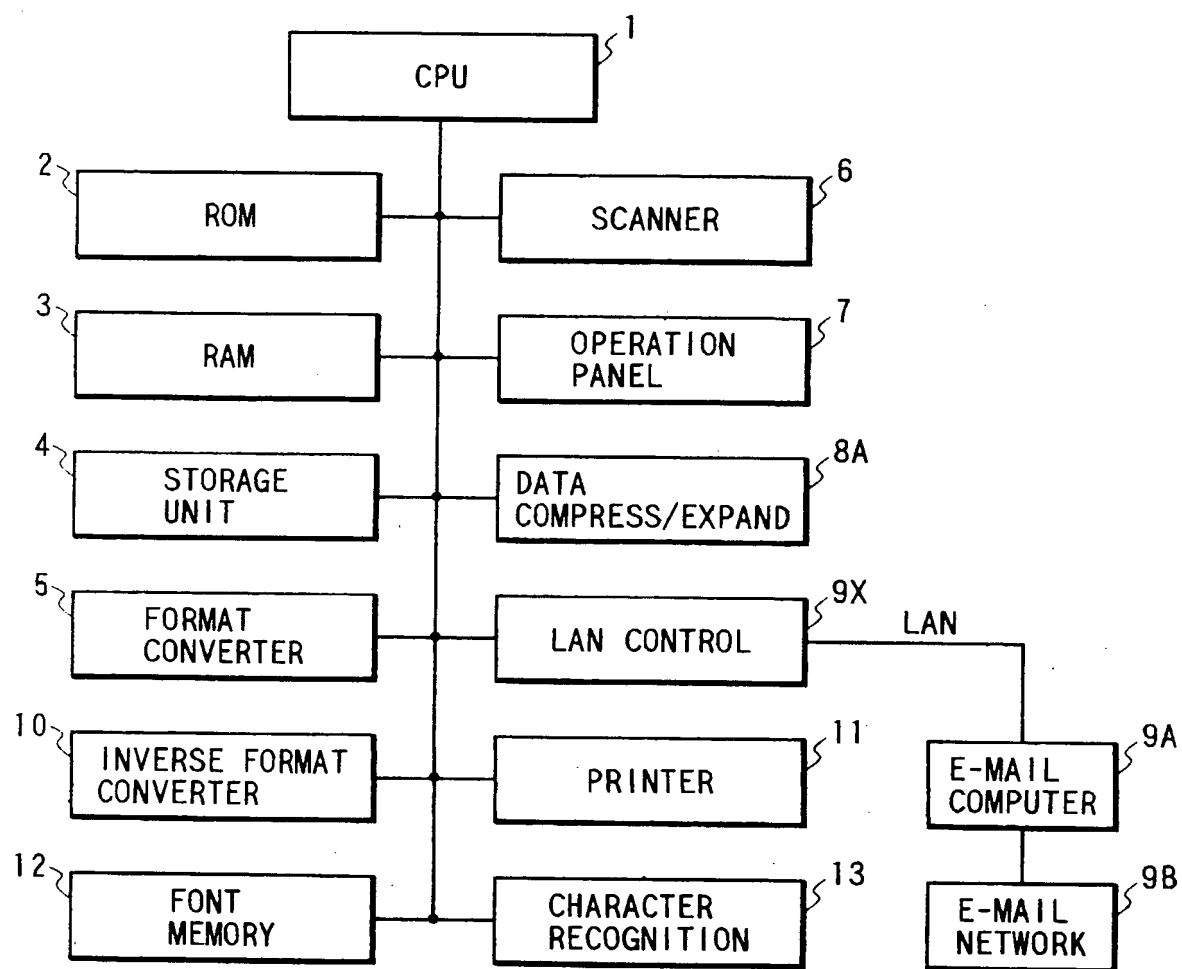 1
CPU
2
ROM
6
SCANNER
3
RAM
7
OPERATION
PANEL
4
STORAGE
UNIT
8A
DATA
COMPRESS/EXPAND
5
FORMAT
CONVERTER
9X
LAN CONTROL
LAN
10
INVERSE FORMAT
CONVERTER
11
PRINTER
9A
E-MAIL
COMPUTER
12
FONT
MEMORY
13
CHARACTER
RECOGNITION
9B
E-MAIL
NETWORK